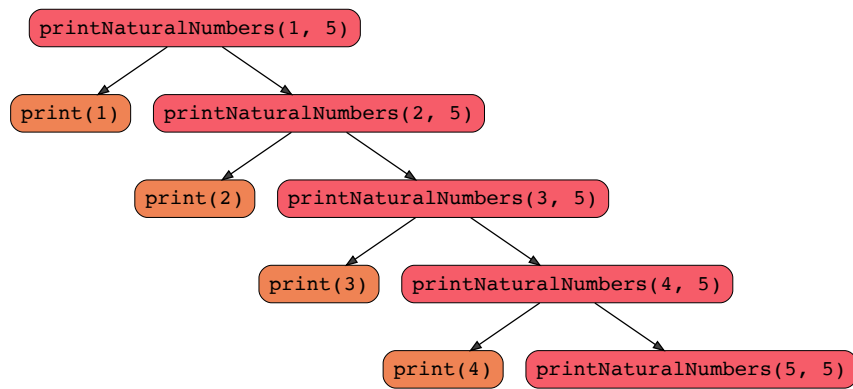 printNaturalNumbers(1, 5)
print(1)
printNaturalNumbers(2, 5)
print(2)
printNaturalNumbers(3, 5)
print(3)
printNaturalNumbers(4, 5)
print(4)
printNaturalNumbers(5, 5)